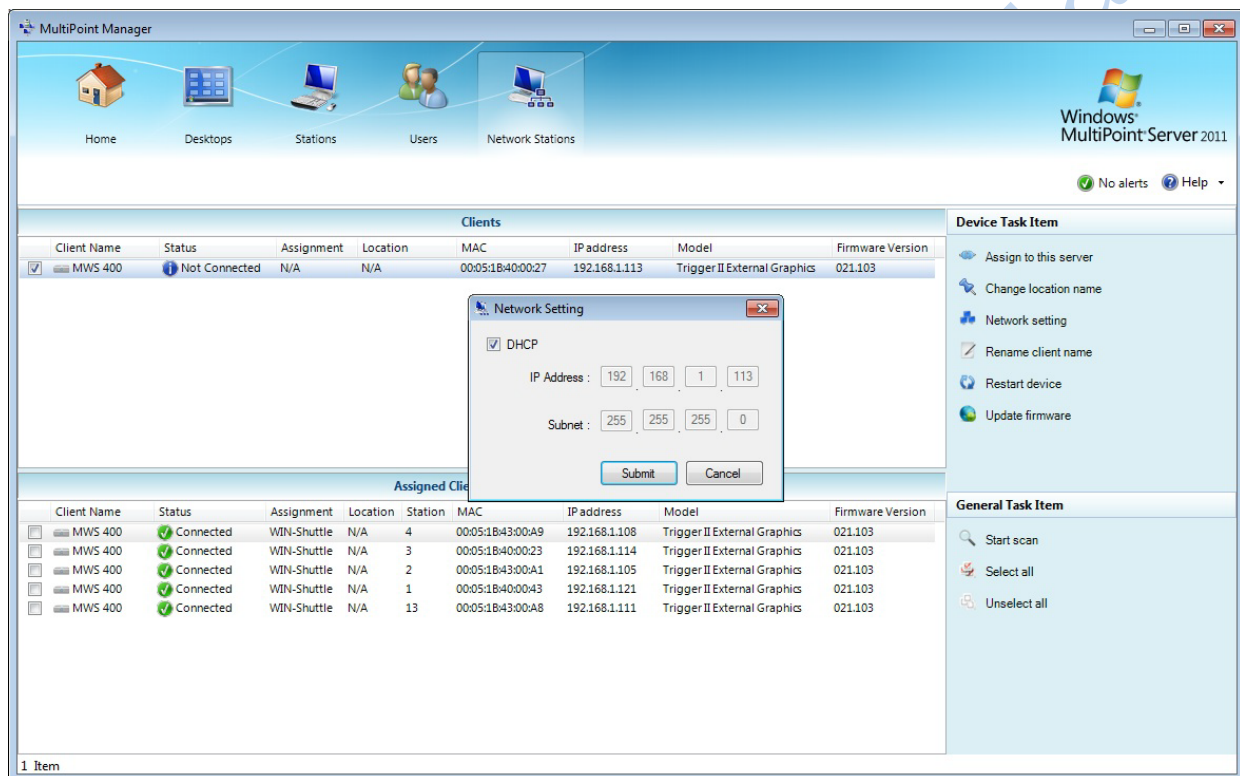 MultiPoint Manager
Home Desktops Stations Users Network Stations
Windows®
MultiPoint® Server 2011
No alerts Help
Clients
Client Name Status Assignment Location MAC IP address Model Firmware Version
MWS 400 Not Connected N/A N/A 00:05:1B:40:00:27 192.168.1.113 Trigger II External Graphics 021.103
Network Setting
DHCP
IP Address : 192 . 168 . 1 . 113
Subnet : 255 . 255 . 255 . 0
Submit Cancel
Device Task Item
Assign to this server
Change location name
Network setting
Rename client name
Restart device
Update firmware
Assigned Clie
Client Name Status Assignment Location Station MAC IP address Model Firmware Version
MWS 400 Connected WIN-Shuttle N/A 4 00:05:1B:43:00:A9 192.168.1.108 Trigger II External Graphics 021.103
MWS 400 Connected WIN-Shuttle N/A 3 00:05:1B:40:00:23 192.168.1.114 Trigger II External Graphics 021.103
MWS 400 Connected WIN-Shuttle N/A 2 00:05:1B:43:00:A1 192.168.1.105 Trigger II External Graphics 021.103
MWS 400 Connected WIN-Shuttle N/A 1 00:05:1B:40:00:43 192.168.1.121 Trigger II External Graphics 021.103
MWS 400 Connected WIN-Shuttle N/A 13 00:05:1B:43:00:A8 192.168.1.111 Trigger II External Graphics 021.103
General Task Item
Start scan
Select all
Unselect all
1 Item